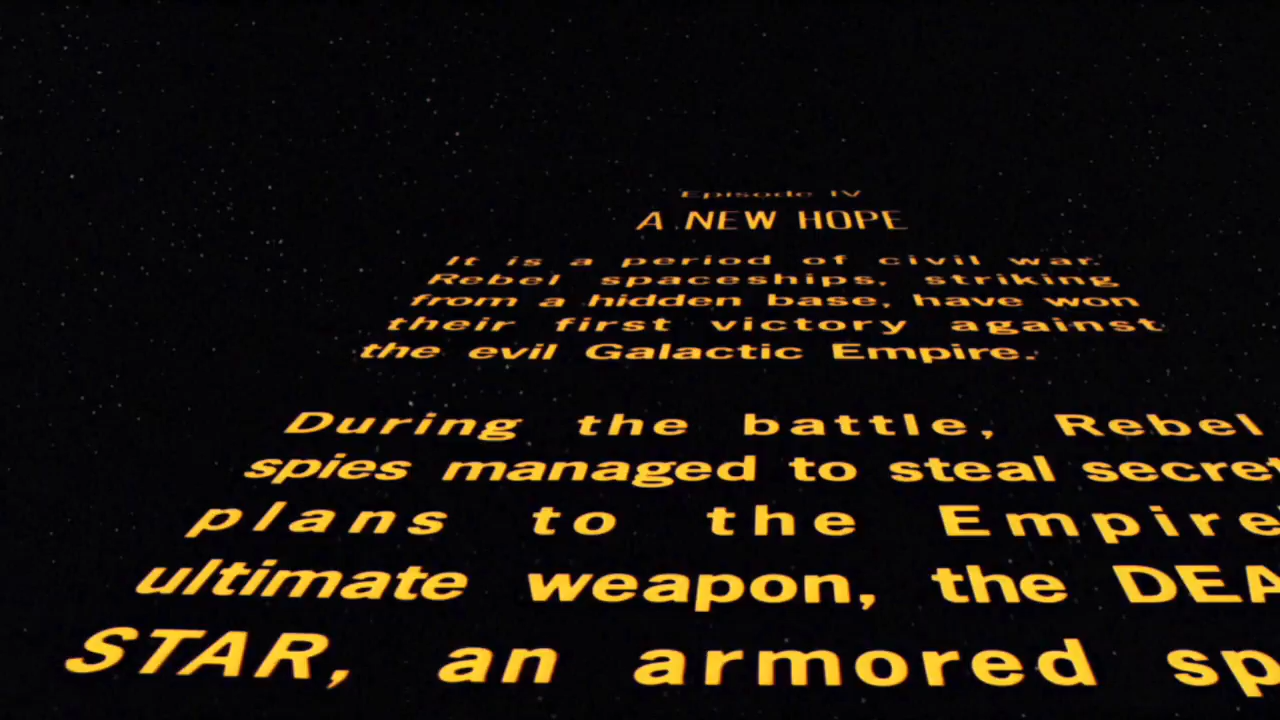 Episode IV
A NEW HOPE
It is a period of civil war.
Rebel spaceships, striking
from a hidden base, have won
their first victory against
the evil Galactic Empire.
During the battle, Rebel
spies managed to steal secret
plans to the Empire
ultimate weapon, the DEA
STAR, an armored sp